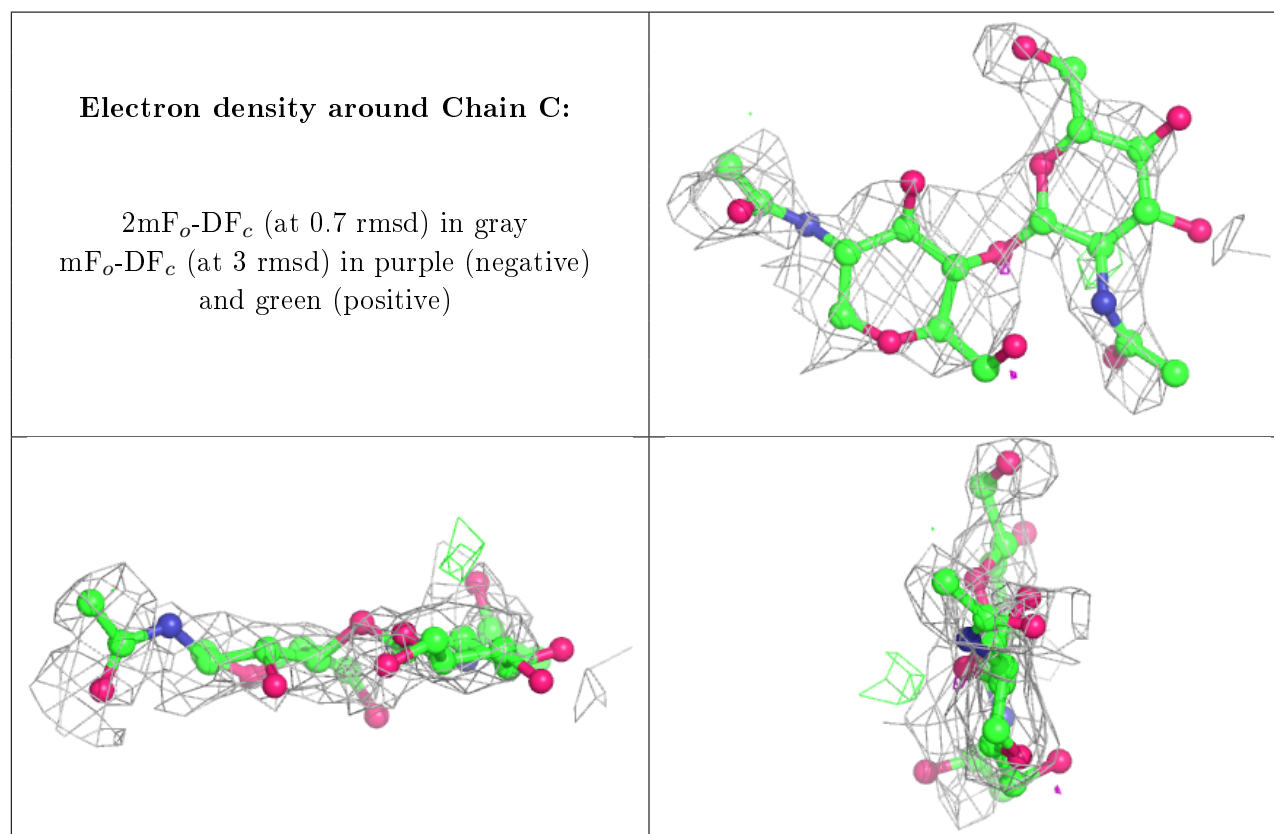 Electron density around Chain C:
2mFₒ-DF𝒸 (at 0.7 rmsd) in gray
mFₒ-DF𝒸 (at 3 rmsd) in purple (negative)
and green (positive)